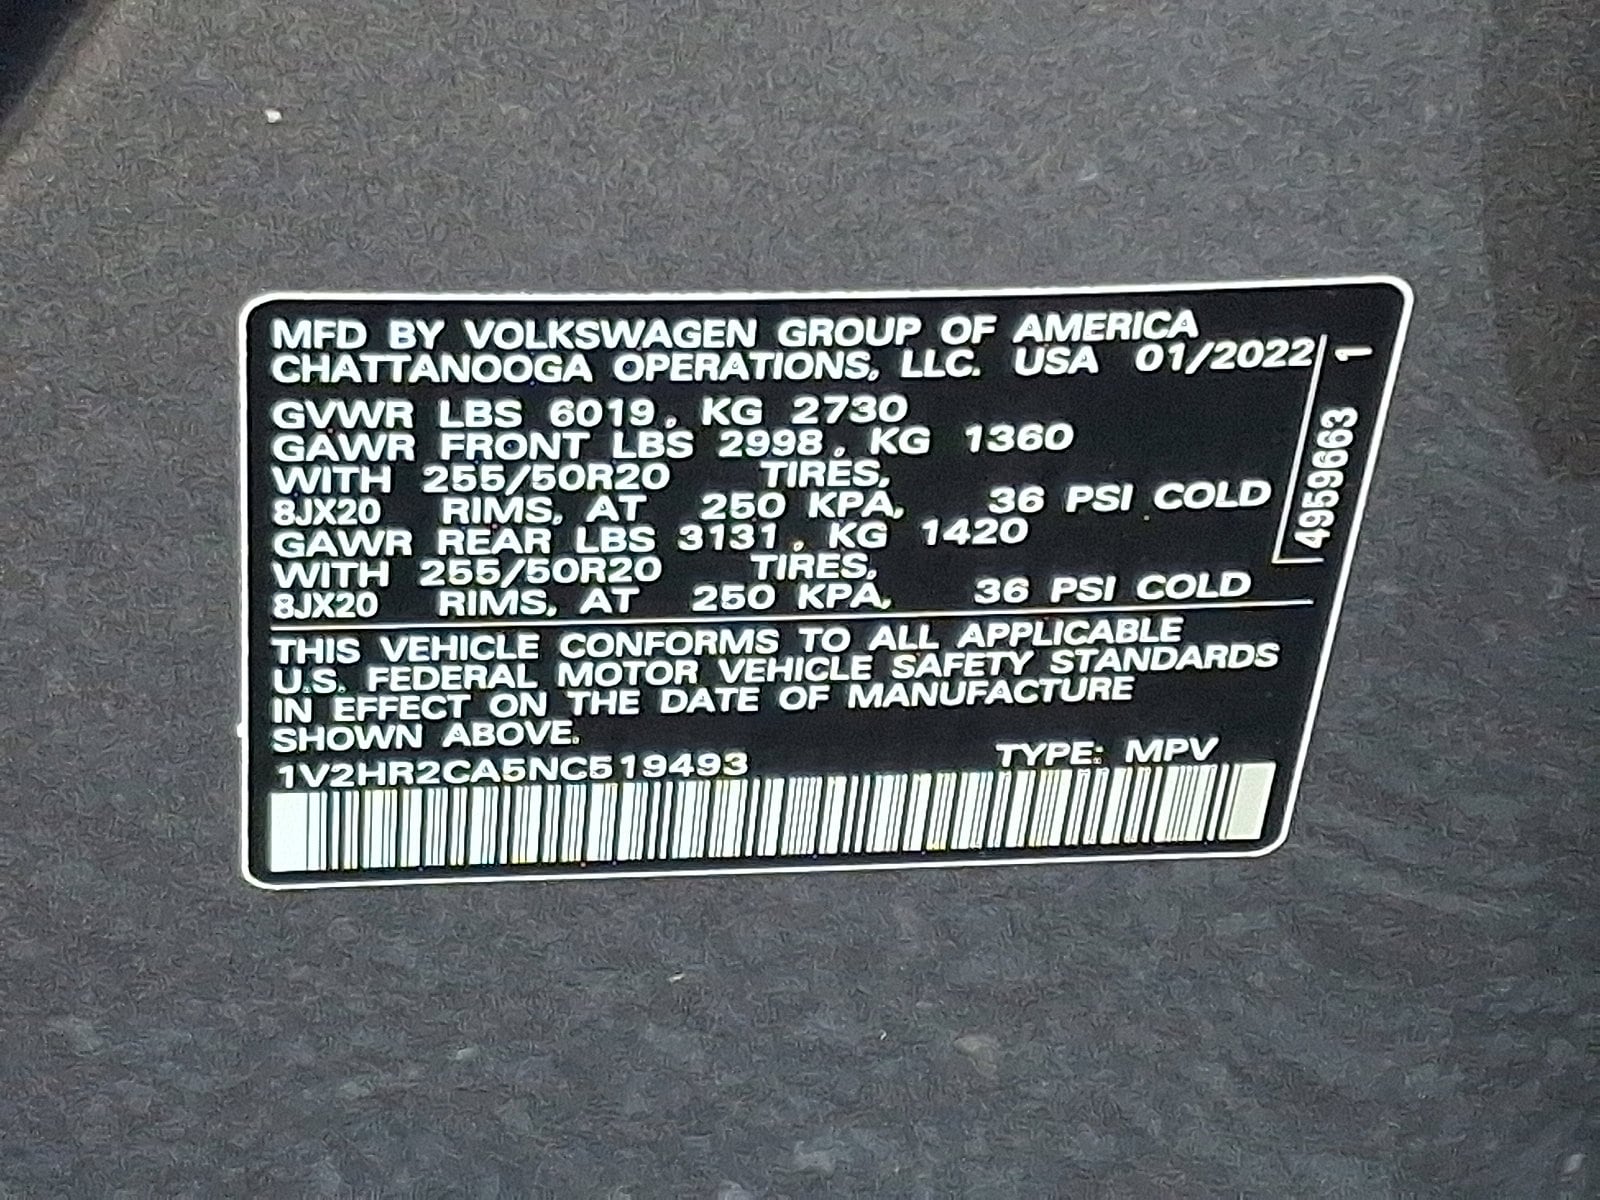 MFD BY VOLKSWAGEN GROUP OF AMERICA
CHATTANOOGA OPERATIONS, LLC. USA 01/2022
GVWR LBS 6019, KG 2730
GAWR FRONT LBS 2998, KG 1360
WITH 255/50R20 TIRES,
8JX20 RIMS, AT 250 KPA, 36 PSI COLD
GAWR REAR LBS 3131, KG 1420
WITH 255/50R20 TIRES,
8JX20 RIMS, AT 250 KPA, 36 PSI COLD
THIS VEHICLE CONFORMS TO ALL APPLICABLE
U.S. FEDERAL MOTOR VEHICLE SAFETY STANDARDS
IN EFFECT ON THE DATE OF MANUFACTURE
SHOWN ABOVE.
1V2HR2CA5NC519493 TYPE: MPV
4959663 1